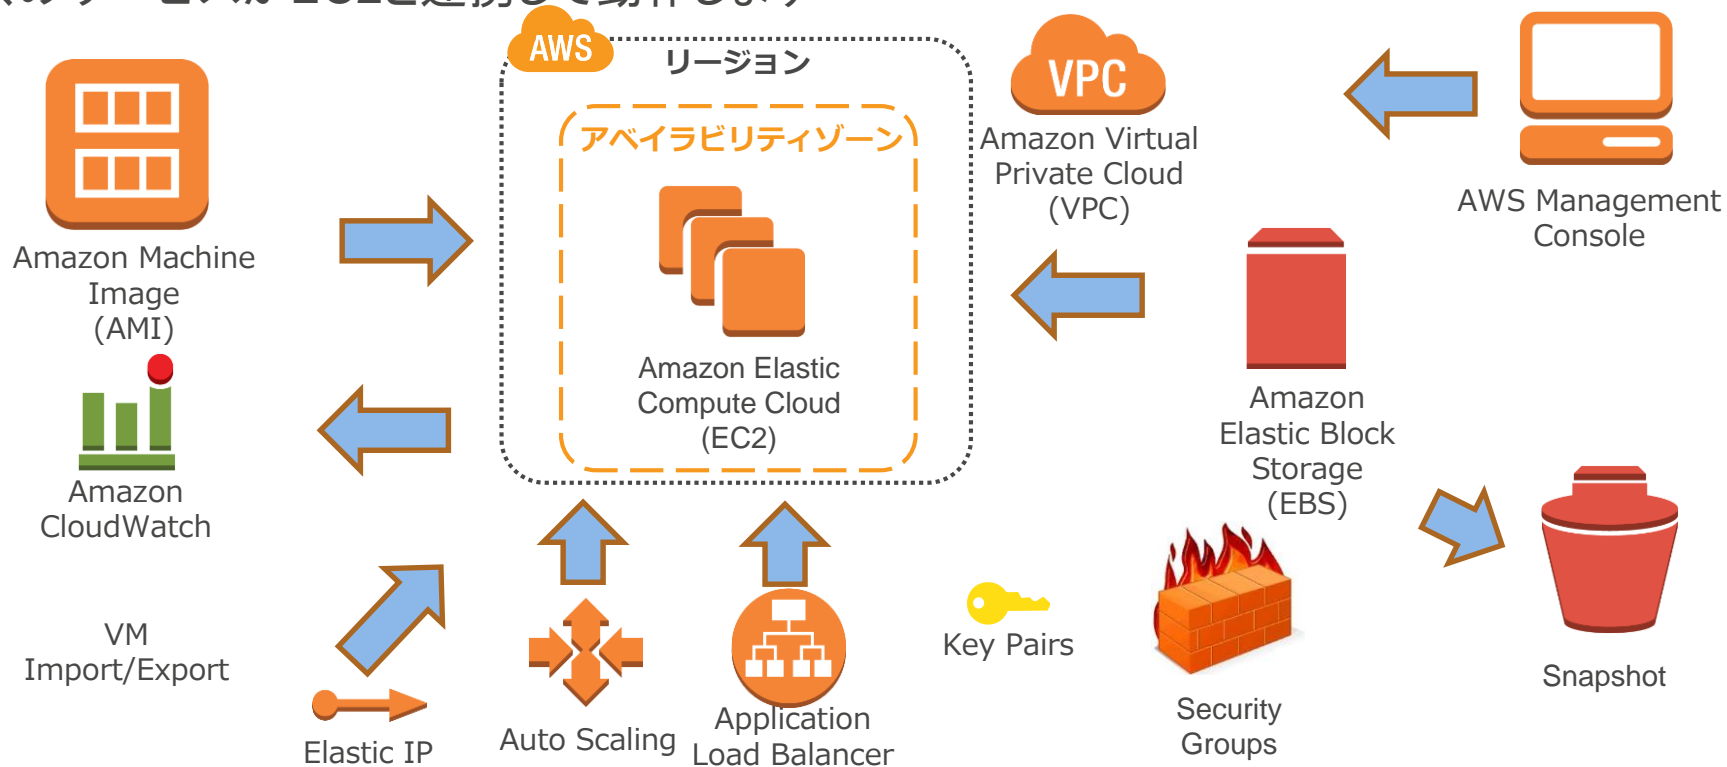 AWS
リージョン
アベイラビリティゾーン
Amazon Elastic
Compute Cloud
(EC2)
VPC
Amazon Virtual
Private Cloud
(VPC)
AWS Management
Console
Amazon Machine
Image
(AMI)
Amazon
CloudWatch
Amazon
Elastic Block
Storage
(EBS)
VM
Import/Export
Elastic IP
Auto Scaling
Application
Load Balancer
Key Pairs
Security
Groups
Snapshot